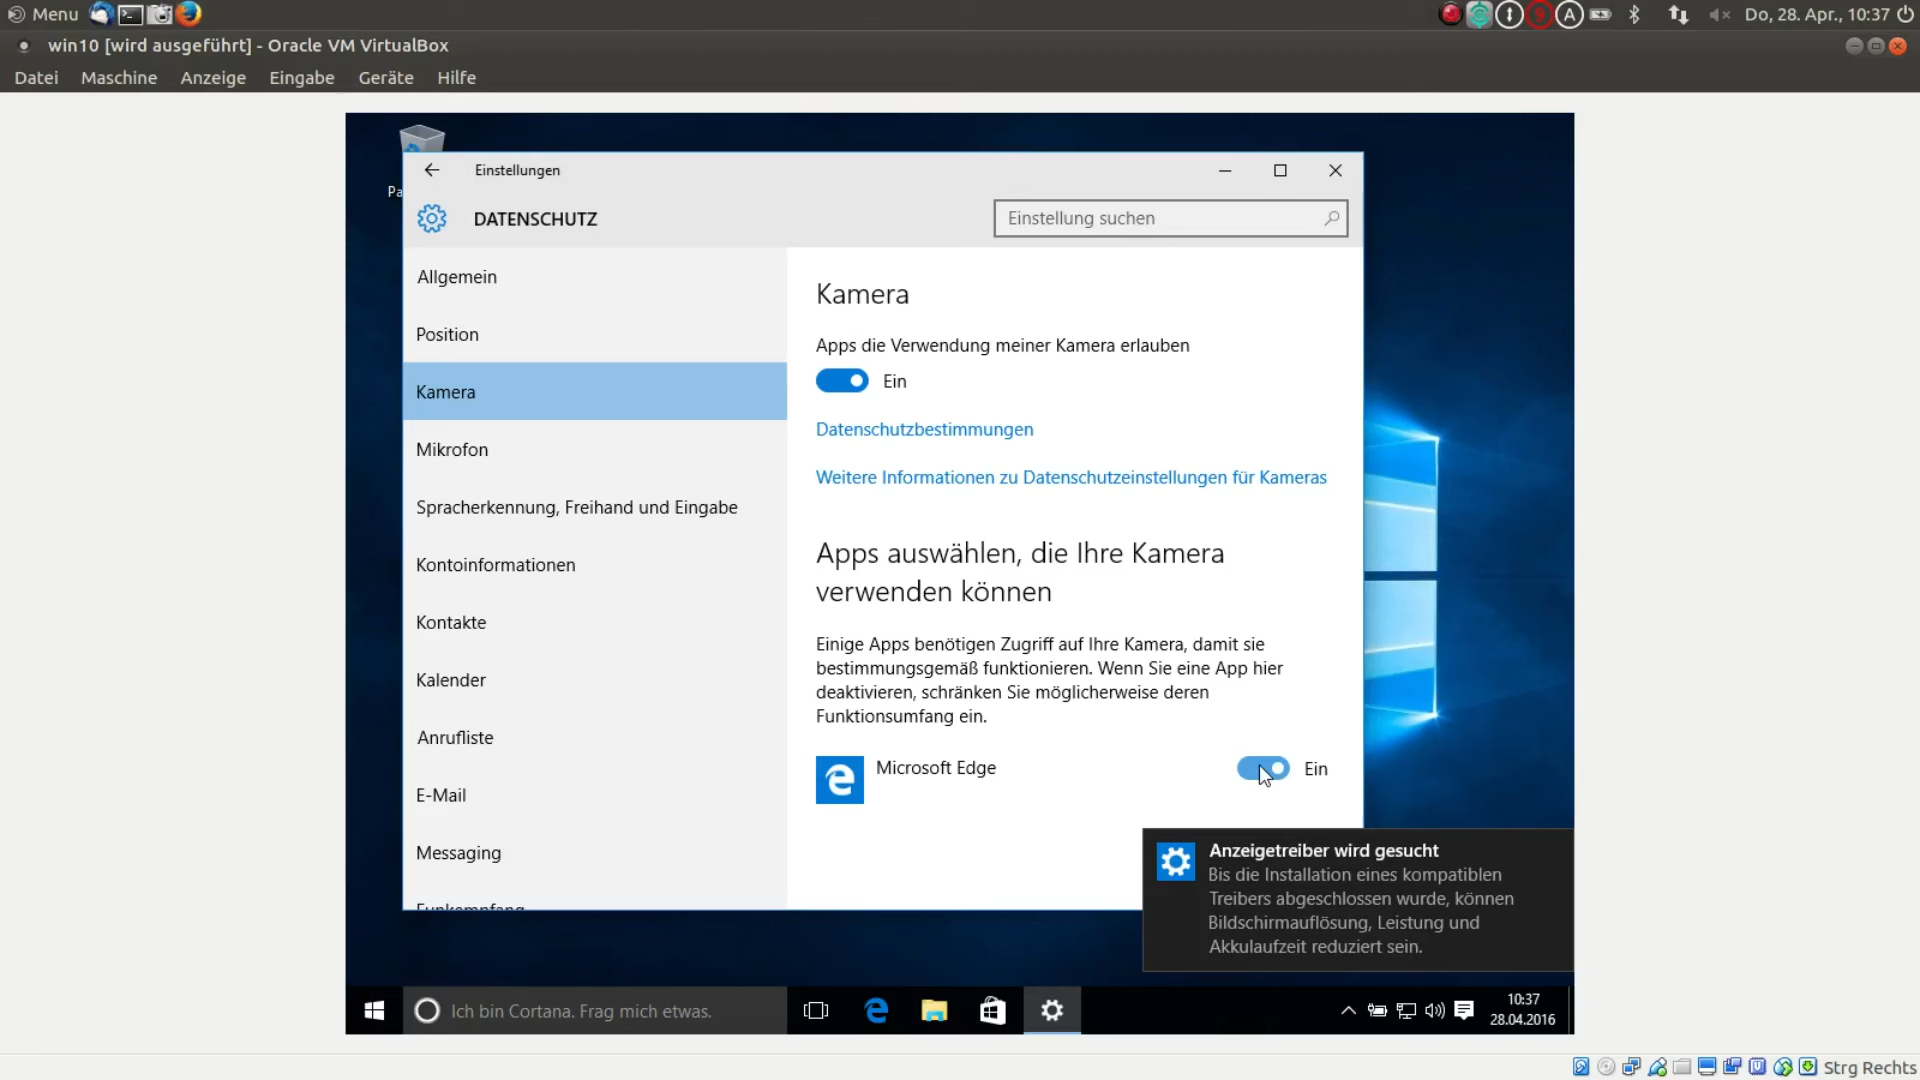 Menu
Do, 28. Apr., 10:37
win10 [wird ausgeführt] - Oracle VM VirtualBox
Datei Maschine Anzeige Eingabe Geräte Hilfe
Pa
Einstellungen
DATENSCHUTZ
Einstellung suchen
Allgemein
Position
Kamera
Mikrofon
Spracherkennung, Freihand und Eingabe
Kontoinformationen
Kontakte
Kalender
Anrufliste
E-Mail
Messaging
Funkempfang
Kamera
Apps die Verwendung meiner Kamera erlauben
Ein
Datenschutzbestimmungen
Weitere Informationen zu Datenschutzeinstellungen für Kameras
Apps auswählen, die Ihre Kamera
verwenden können
Einige Apps benötigen Zugriff auf Ihre Kamera, damit sie
bestimmungsgemäß funktionieren. Wenn Sie eine App hier
deaktivieren, schränken Sie möglicherweise deren
Funktionsumfang ein.
Microsoft Edge
Ein
Anzeigetreiber wird gesucht
Bis die Installation eines kompatiblen
Treibers abgeschlossen wurde, können
Bildschirmauflösung, Leistung und
Akkulaufzeit reduziert sein.
Ich bin Cortana. Frag mich etwas.
10:37
28.04.2016
Strg Rechts